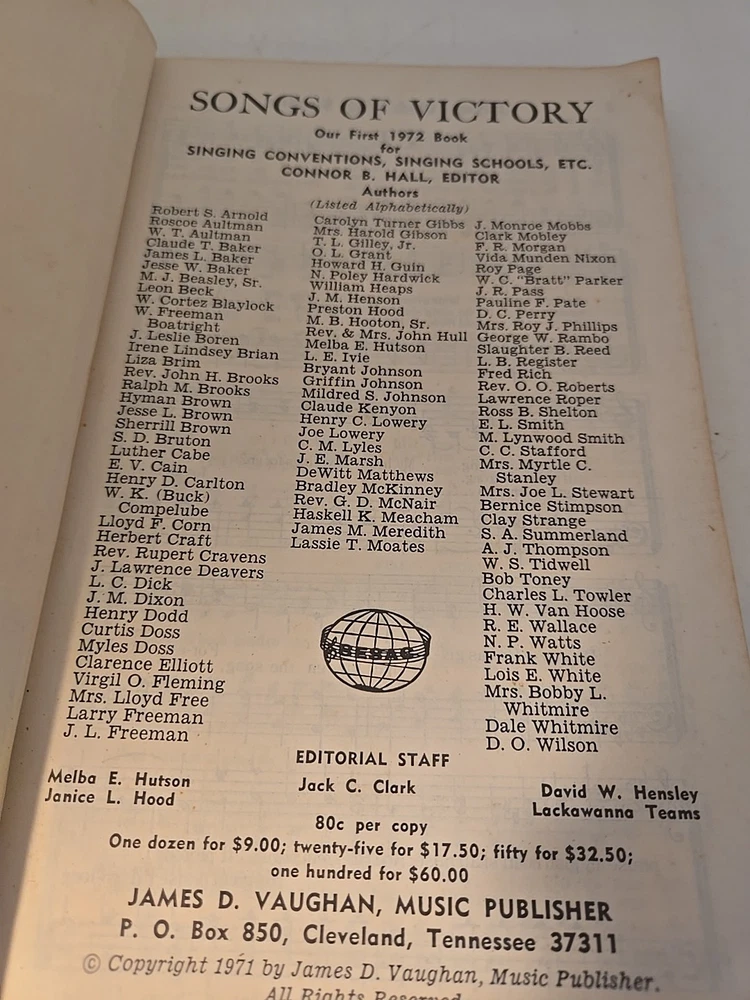 SONGS OF VICTORY
Our First 1972 Book
for
SINGING CONVENTIONS, SINGING SCHOOLS, ETC.
CONNOR B. HALL, EDITOR
Authors
(Listed Alphabetically)
Robert S. Arnold
Roscoe Aultman
W. T. Aultman
Claude T. Baker
James L. Baker
Jesse W. Baker
M. J. Beasley, Sr.
Leon Beck
W. Cortez Blaylock
W. Freeman
Boatright
J. Leslie Boren
Irene Lindsey Brian
Liza Brim
Rev. John H. Brooks
Ralph M. Brooks
Hyman Brown
Jesse L. Brown
Sherrill Brown
S. D. Bruton
Luther Cabe
E. V. Cain
Henry D. Carlton
W. K. (Buck)
Compelube
Lloyd F. Corn
Herbert Craft
Rev. Rupert Cravens
J. Lawrence Deavers
L. C. Dick
J. M. Dixon
Henry Dodd
Curtis Doss
Myles Doss
Clarence Elliott
Virgil O. Fleming
Mrs. Lloyd Free
Larry Freeman
J. L. Freeman
Carolyn Turner Gibbs
Mrs. Harold Gibson
T. L. Gilley, Jr.
O. L. Grant
Howard H. Guin
N. Poley Hardwick
William Heaps
J. M. Henson
Preston Hood
M. B. Hooton, Sr.
Rev. & Mrs. John Hull
Melba E. Hutson
L. E. Ivie
Bryant Johnson
Griffin Johnson
Mildred S. Johnson
Claude Kenyon
Henry C. Lowery
Joe Lowery
C. M. Lyles
J. E. Marsh
DeWitt Matthews
Bradley McKinney
Rev. G. D. McNair
Haskell K. Meacham
James M. Meredith
Lassie T. Moates
J. Monroe Mobbs
Clark Mobley
F. R. Morgan
Vida Munden Nixon
Roy Page
W. C. "Bratt" Parker
J. R. Pass
Pauline F. Pate
D. C. Perry
Mrs. Roy J. Phillips
George W. Rambo
Slaughter B. Reed
L. B. Register
Fred Rich
Rev. O. O. Roberts
Lawrence Roper
Ross B. Shelton
E. L. Smith
M. Lynwood Smith
C. C. Stafford
Mrs. Myrtle C.
Stanley
Mrs. Joe L. Stewart
Bernice Stimpson
Clay Strange
S. A. Summerland
A. J. Thompson
W. S. Tidwell
Bob Toney
Charles L. Towler
H. W. Van Hoose
R. E. Wallace
N. P. Watts
Frank White
Lois E. White
Mrs. Bobby L.
Whitmire
Dale Whitmire
D. O. Wilson
EDITORIAL STAFF
Melba E. Hutson
Janice L. Hood
Jack C. Clark
David W. Hensley
Lackawanna Teams
80c per copy
One dozen for $9.00; twenty-five for $17.50; fifty for $32.50;
one hundred for $60.00
JAMES D. VAUGHAN, MUSIC PUBLISHER
P. O. Box 850, Cleveland, Tennessee 37311
© Copyright 1971 by James D. Vaughan, Music Publisher.
All Rights Reserved